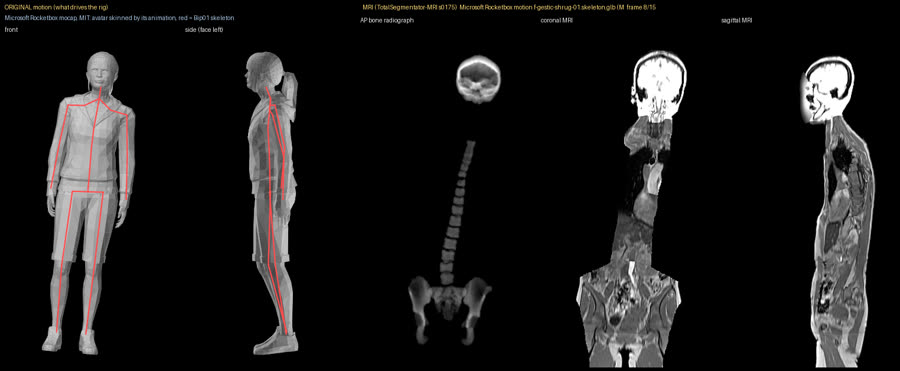 ORIGINAL motion (what drives the rig)
Microsoft Rocketbox mocap, MIT. avatar skinned by its animation, red = Bip01 skeleton
front
side (face left)
MRI (TotalSegmentator-MRI s0175) Microsoft Rocketbox motion f-gestic-shrug-01.skeleton.glb (M frame 8/15
AP bone radiograph
coronal MRI
sagittal MRI